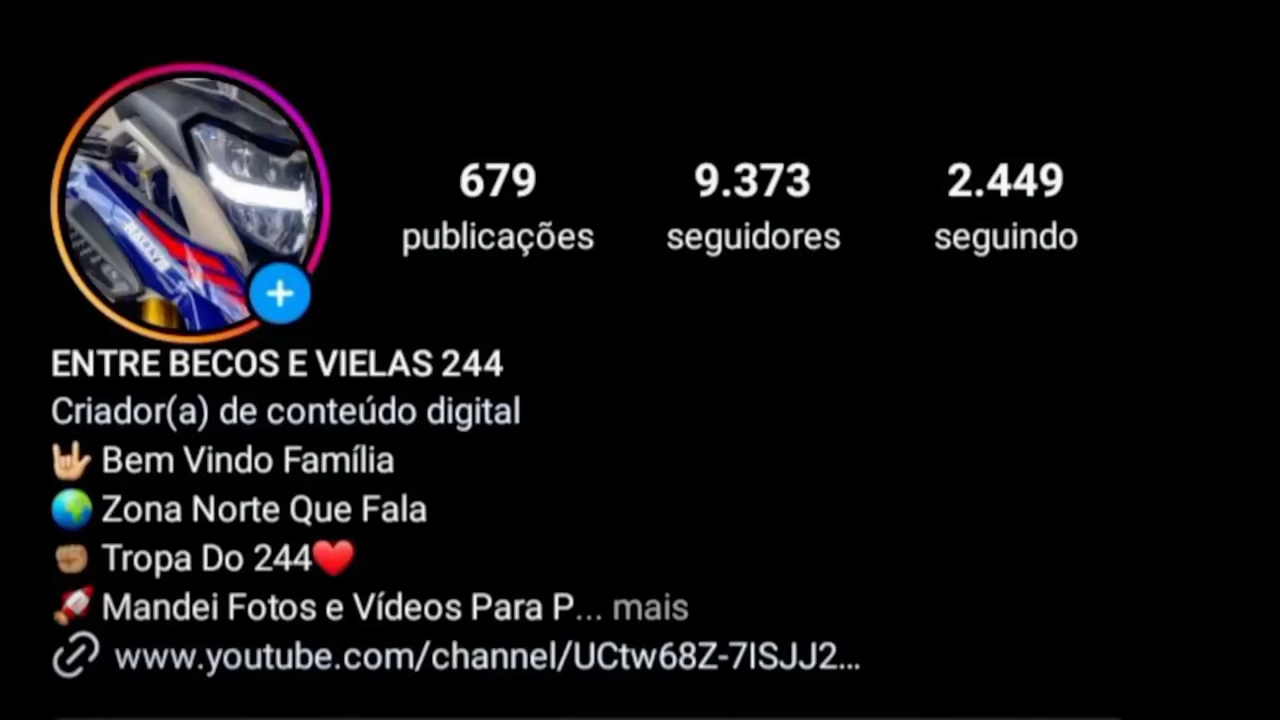 RALLYE
679 9.373 2.449
publicações seguidores seguindo
ENTRE BECOS E VIELAS 244
Criador(a) de conteúdo digital
🤟🏼 Bem Vindo Família
🌍 Zona Norte Que Fala
✊🏽 Tropa Do 244❤️
🚀 Mandei Fotos e Vídeos Para P... mais
www.youtube.com/channel/UCtw68Z-7ISJJ2...